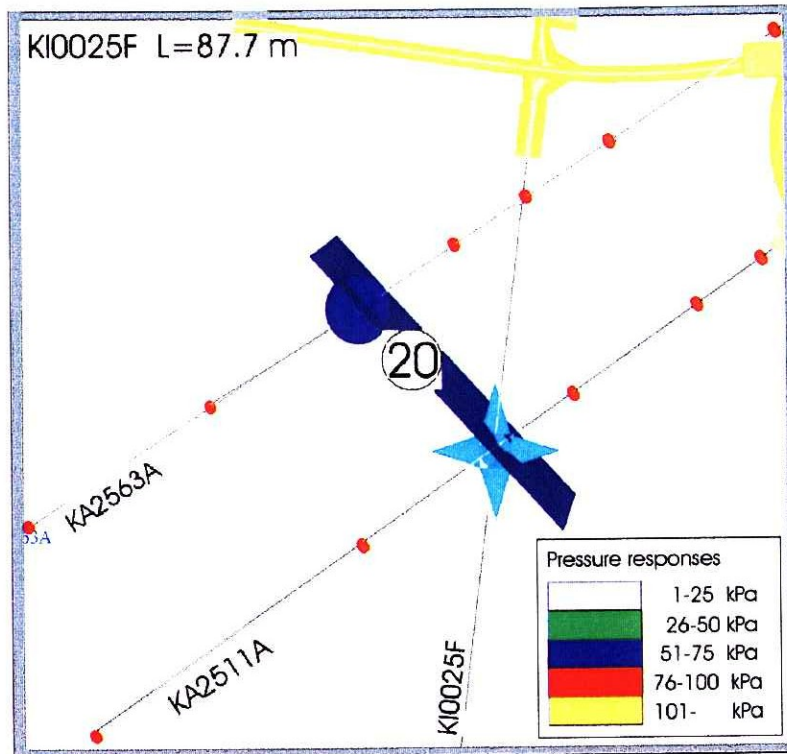 KI0025F L=87.7 m
20
KA2563A
53A
KA2511A
KI0025F
Pressure responses
1-25 kPa
26-50 kPa
51-75 kPa
76-100 kPa
101- kPa